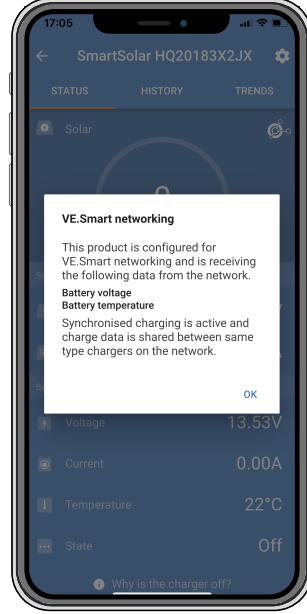 17:05
SmartSolar HQ20183X2JX
STATUS HISTORY TRENDS
Solar
VE.Smart networking
This product is configured for
VE.Smart networking and is receiving
the following data from the network.
Battery voltage
Battery temperature
Synchronised charging is active and
charge data is shared between same
type chargers on the network.
OK
Voltage 13.53V
Current 0.00A
Temperature 22°C
State Off
Why is the charger off?